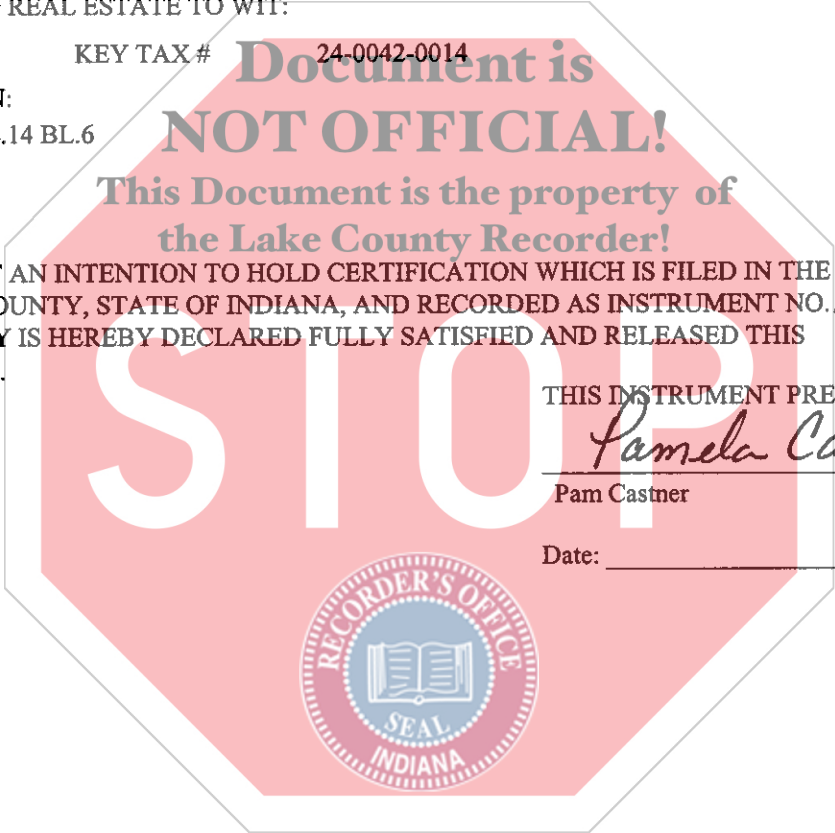 REAL ESTATE TO WIT:
KEY TAX # 24-0042-0014
Document is
N:
.14 BL.6
NOT OFFICIAL!
This Document is the property of
the Lake County Recorder!
AN INTENTION TO HOLD CERTIFICATION WHICH IS FILED IN THE
OUNTY, STATE OF INDIANA, AND RECORDED AS INSTRUMENT NO.
Y IS HEREBY DECLARED FULLY SATISFIED AND RELEASED THIS
.
STOP
THIS INSTRUMENT PRE
Pamela Ca
Pam Castner
Date:
RECORDER'S OFFICE
SEAL
INDIANA